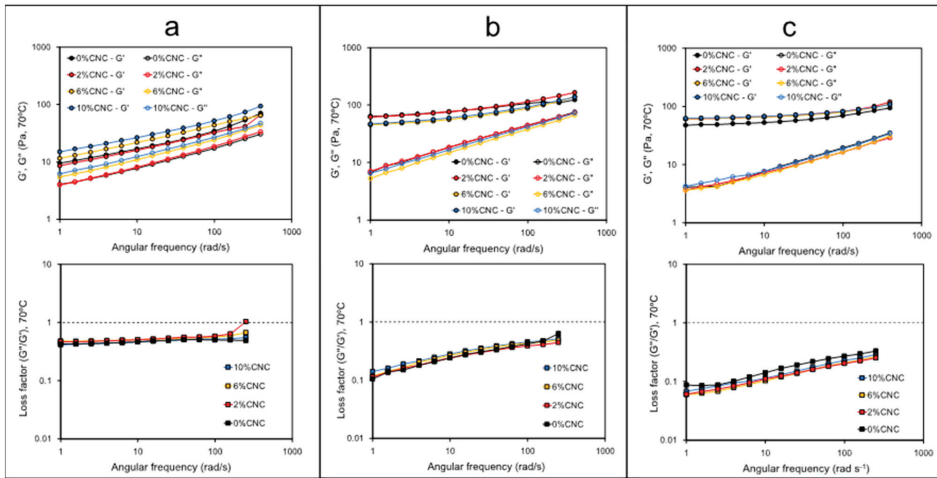 a
1000
100
10
1
G', G'' (Pa, 70ºC)
0%CNC - G' 0%CNC - G''
2%CNC - G' 2%CNC - G''
6%CNC - G' 6%CNC - G''
10%CNC - G' 10%CNC - G''
1 10 100 1000
Angular frequency (rad/s)
10
1
0.1
0.01
Loss factor (G''/G'), 70ºC
10%CNC
6%CNC
2%CNC
0%CNC
1 10 100 1000
Angular frequency (rad/s)
b
1000
100
10
1
G', G'' (Pa, 70ºC)
0%CNC - G' 0%CNC - G''
2%CNC - G' 2%CNC - G''
6%CNC - G' 6%CNC - G''
10%CNC - G' 10%CNC - G''
1 10 100 1000
Angular frequency (rad/s)
10
1
0.1
0.01
Loss factor (G''/G'), 70ºC
10%CNC
6%CNC
2%CNC
0%CNC
1 10 100 1000
Angular frequency (rad/s)
c
1000
100
10
1
G', G'' (Pa, 70ºC)
0%CNC - G' 0%CNC - G''
2%CNC - G' 2%CNC - G''
6%CNC - G' 6%CNC - G''
10%CNC - G' 10%CNC - G''
1 10 100 1000
Angular frequency (rad/s)
10
1
0.1
0.01
Loss factor (G''/G'), 70ºC
10%CNC
6%CNC
2%CNC
0%CNC
1 10 100 1000
Angular frequency (rad s⁻¹)